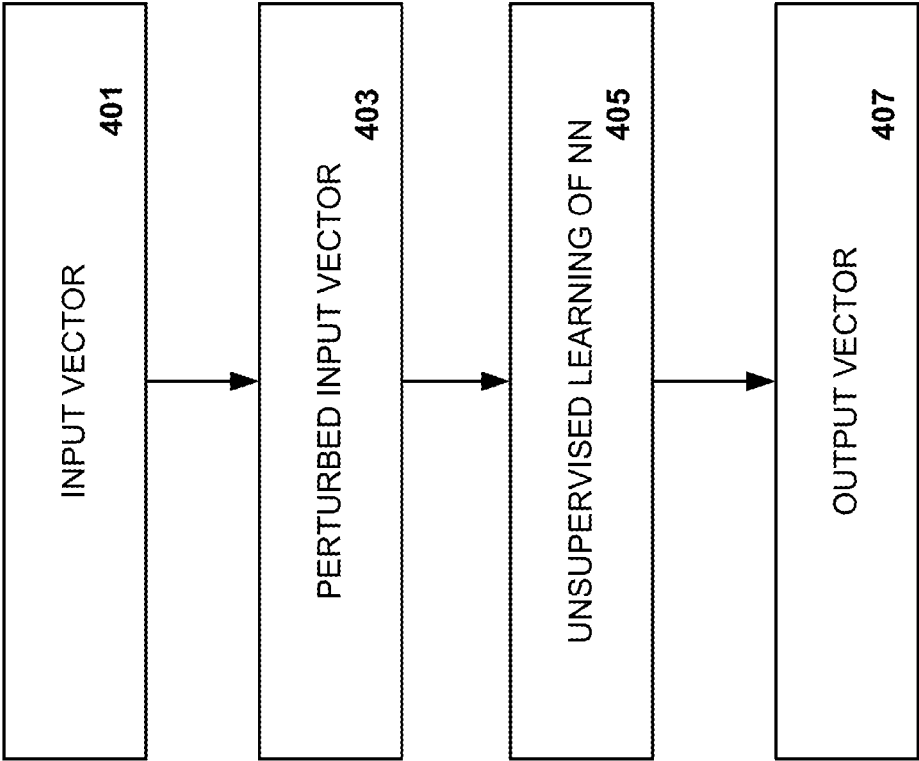 INPUT VECTOR
401
PERTURBED INPUT VECTOR
403
UNSUPERVISED LEARNING OF NN
405
OUTPUT VECTOR
407